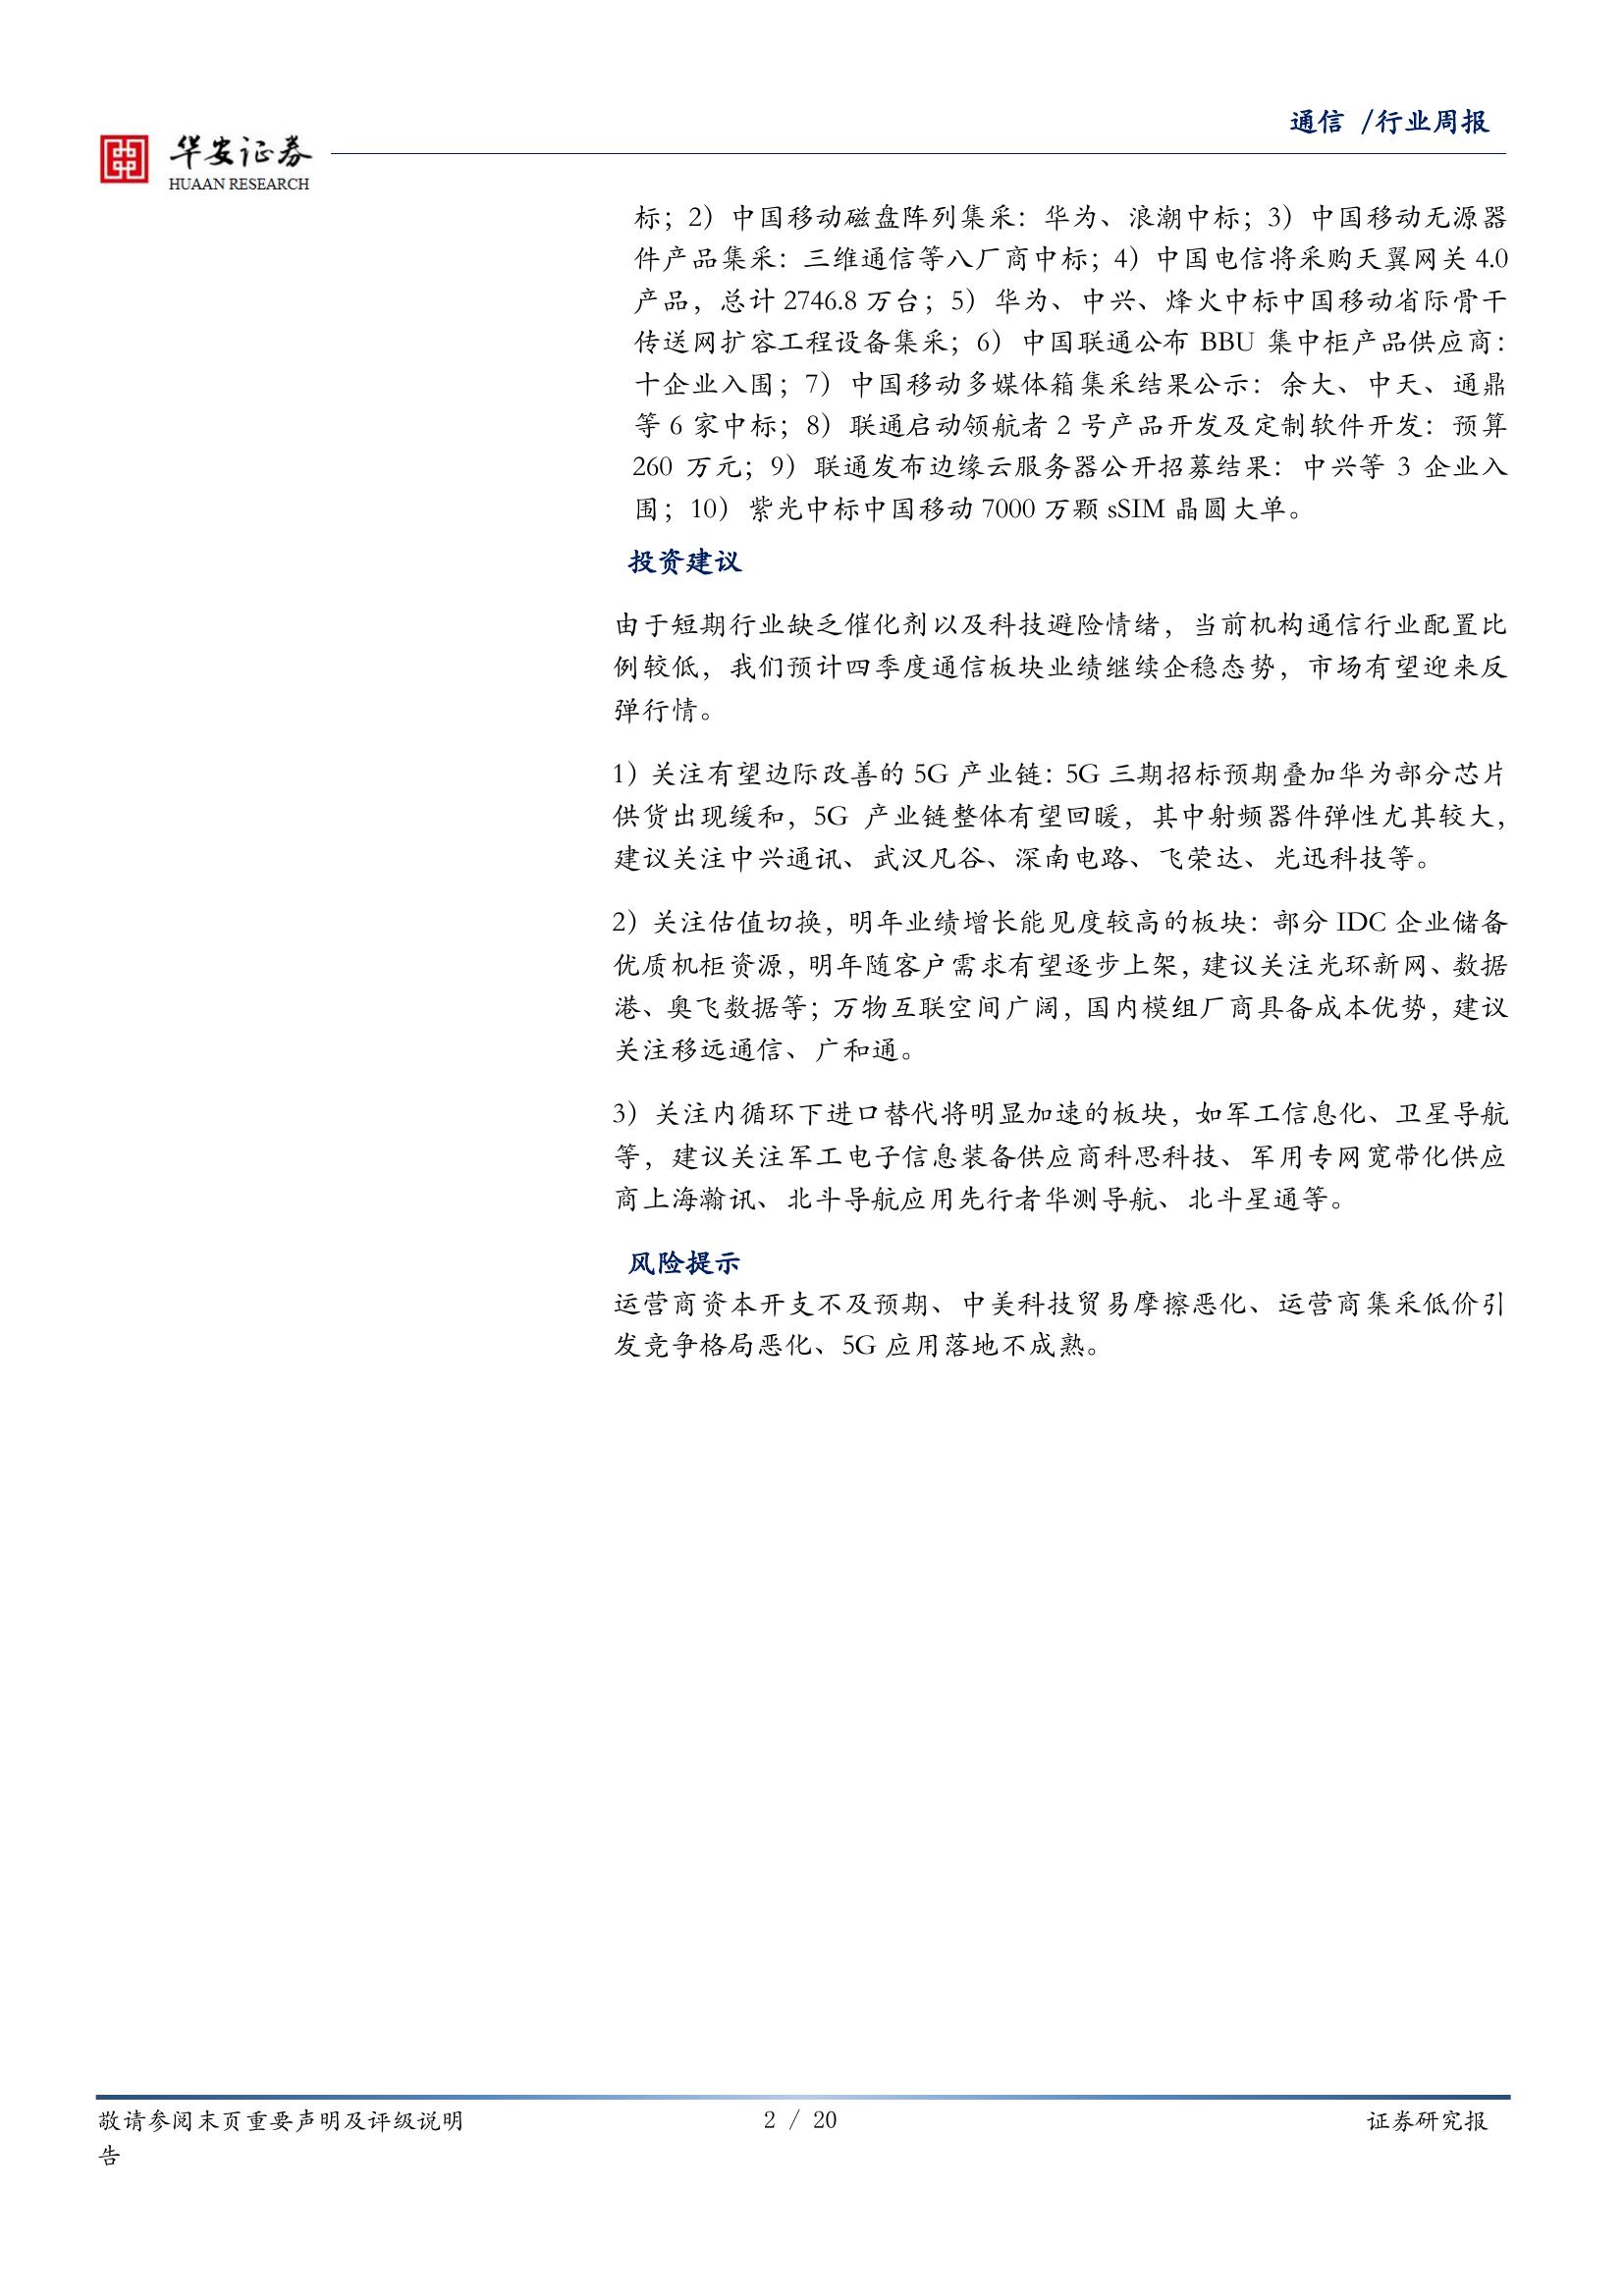 通信 /行业周报
华安证券
HUAAN RESEARCH
标；2）中国移动磁盘阵列集采：华为、浪潮中标；3）中国移动无源器
件产品集采：三维通信等八厂商中标；4）中国电信将采购天翼网关 4.0
产品，总计 2746.8 万台；5）华为、中兴、烽火中标中国移动省际骨干
传送网扩容工程设备集采；6）中国联通公布 BBU 集中柜产品供应商：
十企业入围；7）中国移动多媒体箱集采结果公示：余大、中天、通鼎
等 6 家中标；8）联通启动领航者 2 号产品开发及定制软件开发：预算
260 万元；9）联通发布边缘云服务器公开招募结果：中兴等 3 企业入
围；10）紫光中标中国移动 7000 万颗 sSIM 晶圆大单。
投资建议
由于短期行业缺乏催化剂以及科技避险情绪，当前机构通信行业配置比
例较低，我们预计四季度通信板块业绩继续企稳态势，市场有望迎来反
弹行情。
1）关注有望边际改善的 5G 产业链：5G 三期招标预期叠加华为部分芯片
供货出现缓和，5G 产业链整体有望回暖，其中射频器件弹性尤其较大，
建议关注中兴通讯、武汉凡谷、深南电路、飞荣达、光迅科技等。
2）关注估值切换，明年业绩增长能见度较高的板块：部分 IDC 企业储备
优质机柜资源，明年随客户需求有望逐步上架，建议关注光环新网、数据
港、奥飞数据等；万物互联空间广阔，国内模组厂商具备成本优势，建议
关注移远通信、广和通。
3）关注内循环下进口替代将明显加速的板块，如军工信息化、卫星导航
等，建议关注军工电子信息装备供应商科思科技、军用专网宽带化供应
商上海瀚讯、北斗导航应用先行者华测导航、北斗星通等。
风险提示
运营商资本开支不及预期、中美科技贸易摩擦恶化、运营商集采低价引
发竞争格局恶化、5G 应用落地不成熟。
敬请参阅末页重要声明及评级说明 2 / 20 证券研究报
告